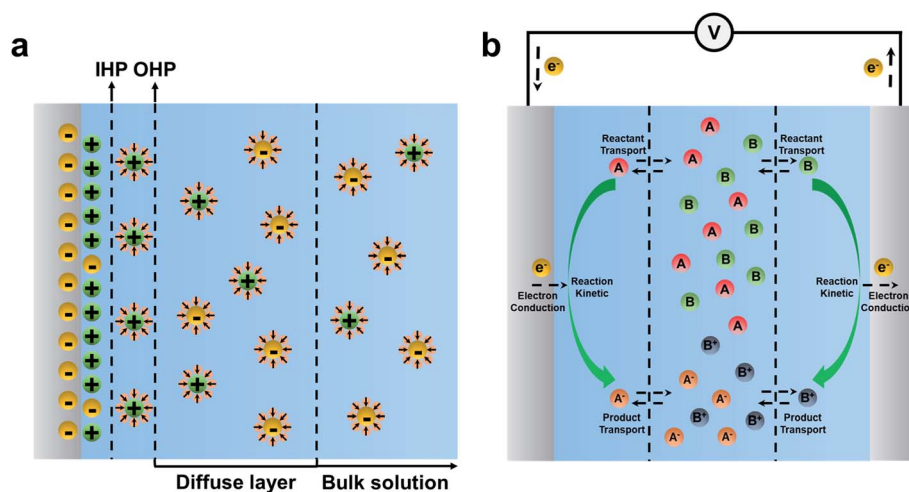 a
IHP OHP
Diffuse layer
Bulk solution
b
V
e-
e-
Reactant
Transport
Reactant
Transport
A
A
A
A
A
A
A
B
B
B
B
B
B
B
e-
Electron
Conduction
Reaction
Kinetic
Reaction
Kinetic
e-
Electron
Conduction
B+
B+
B+
B+
B+
A-
A-
A-
A-
A-
Product
Transport
Product
Transport